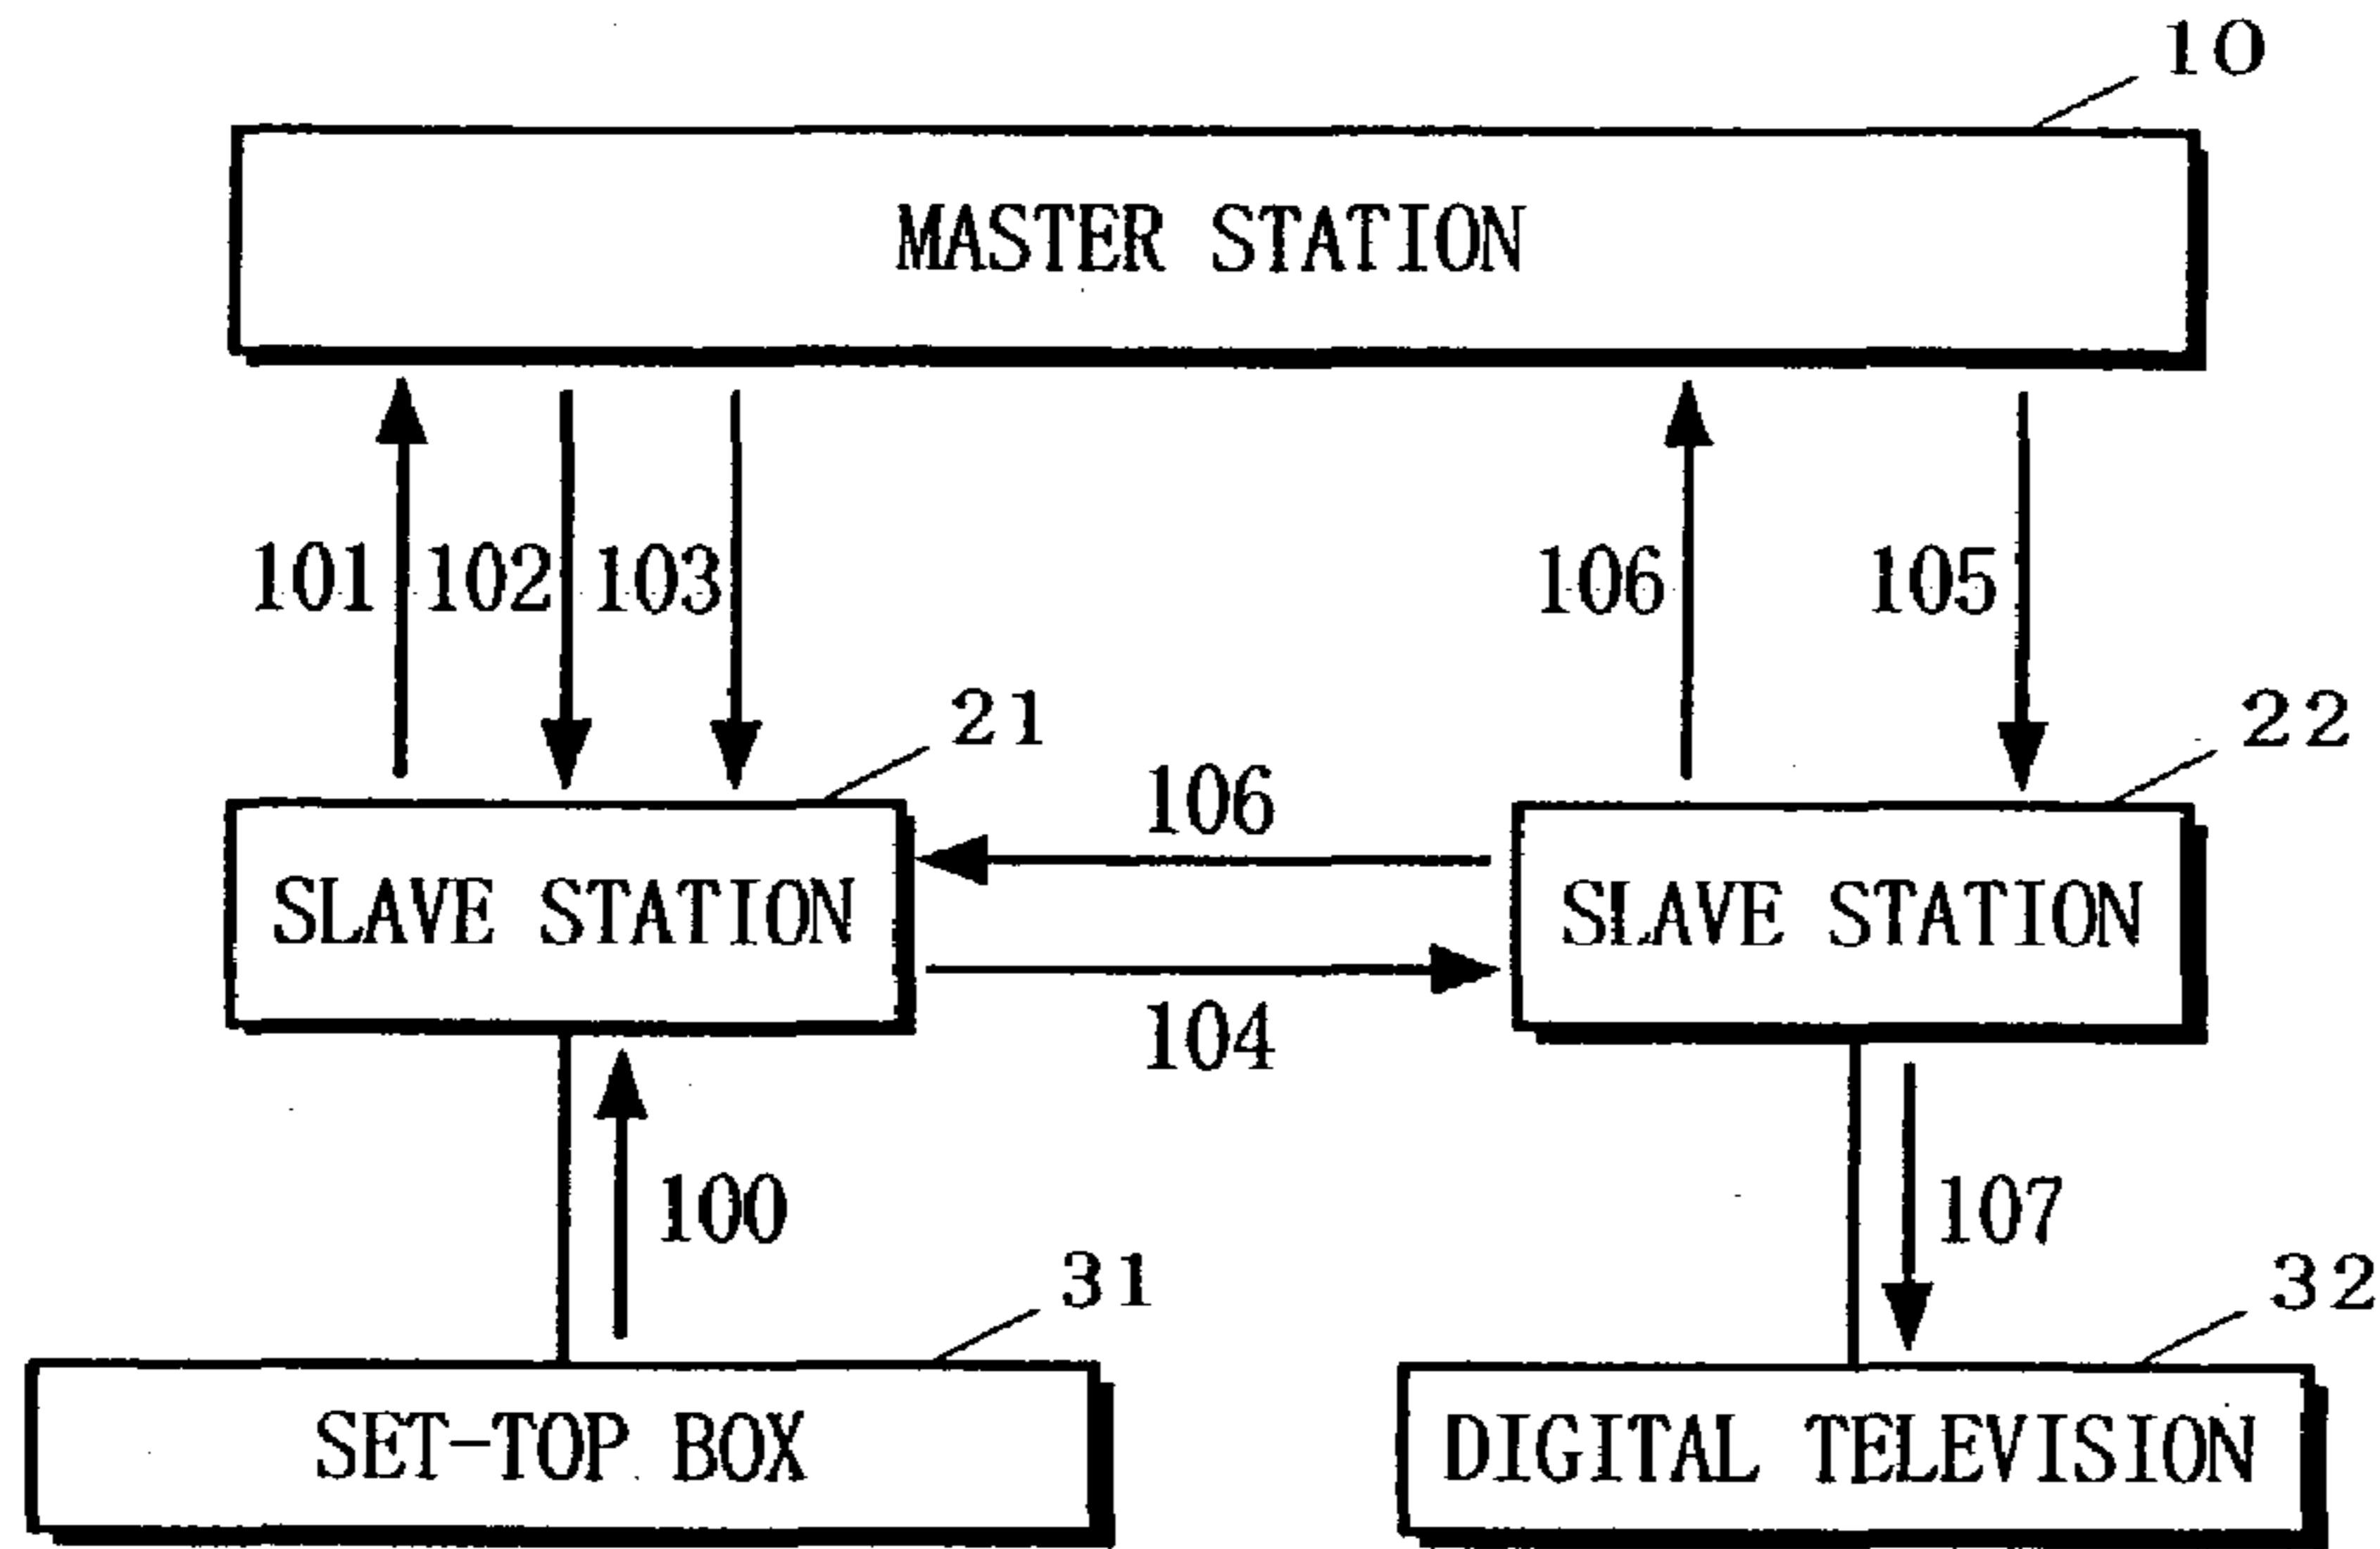 10
MASTER STATION
101 102 103 106 105
21 22
106
SLAVE STATION SLAVE STATION
104
100 107
31 32
SET-TOP BOX DIGITAL TELEVISION